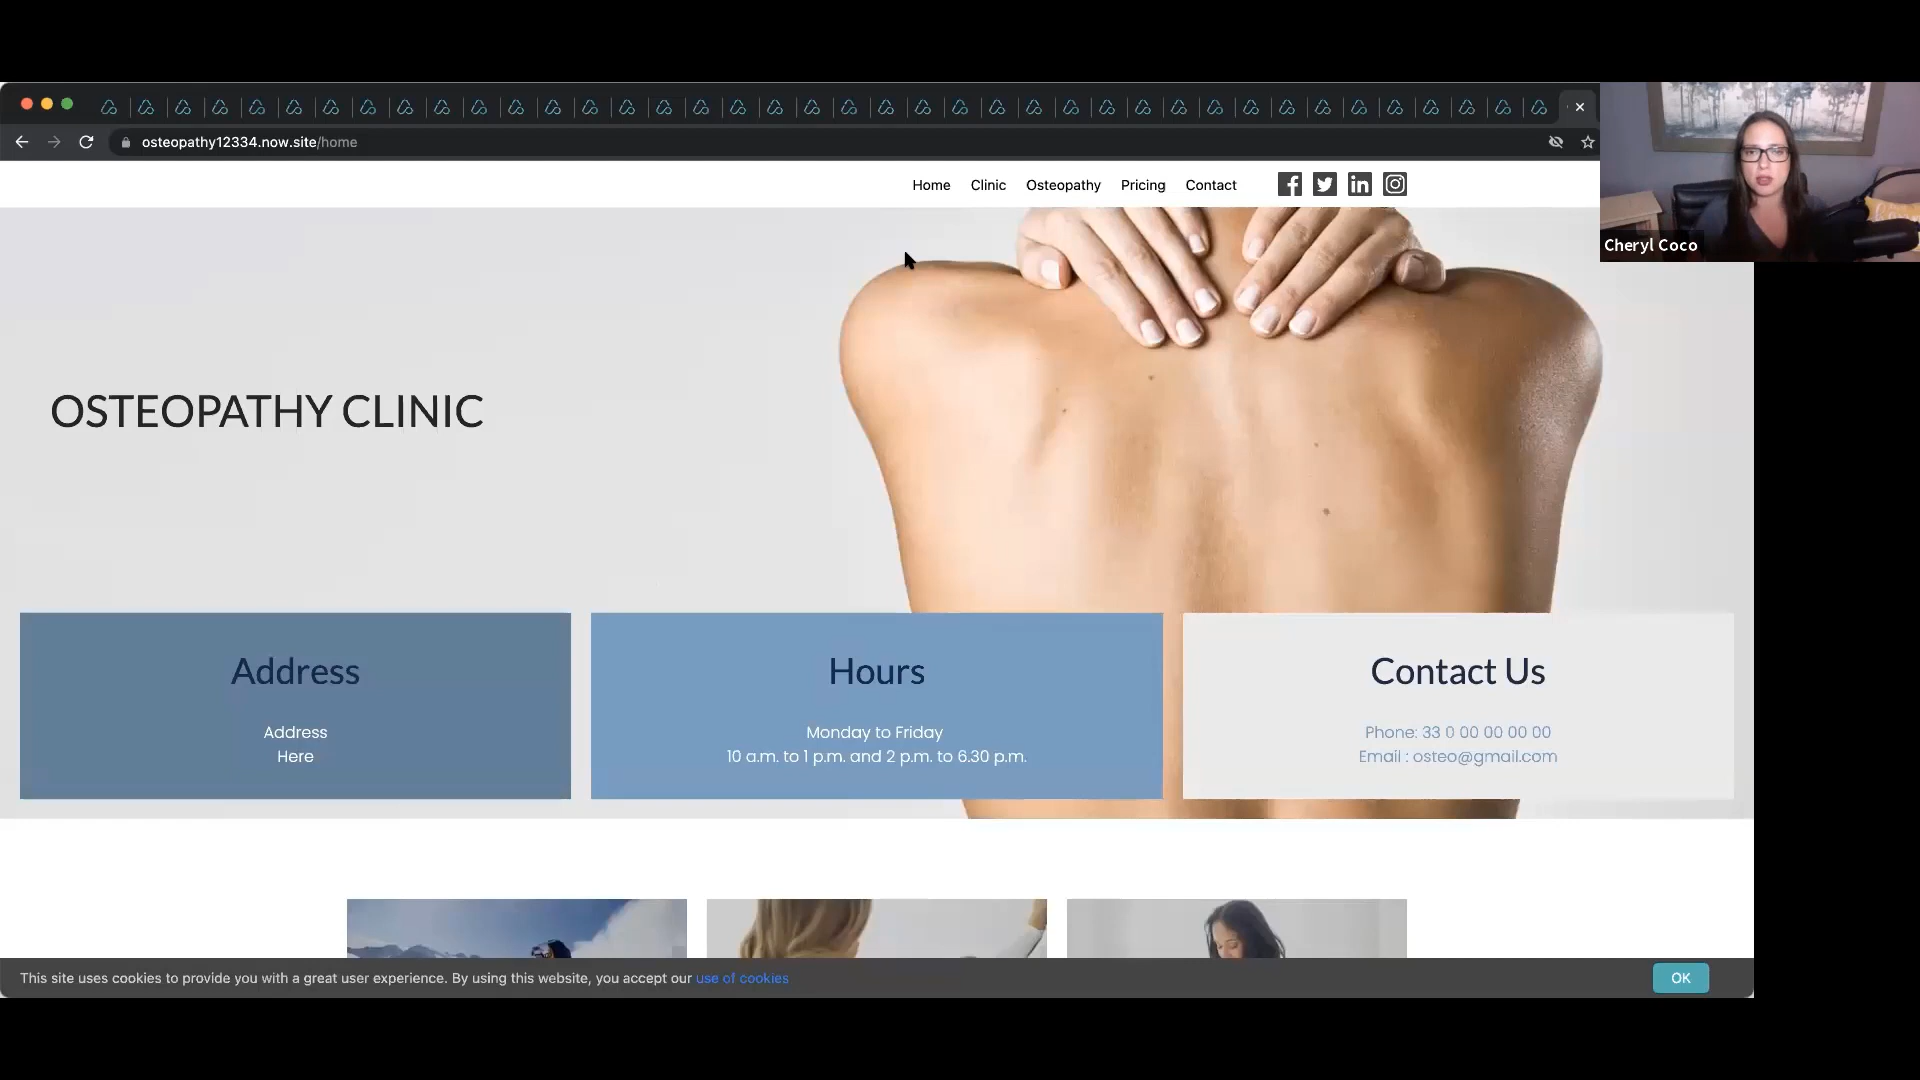 osteopathy12334.now.site/home
Home Clinic Osteopathy Pricing Contact
Cheryl Coco
OSTEOPATHY CLINIC
Address
Address
Here
Hours
Monday to Friday
10 a.m. to 1 p.m. and 2 p.m. to 6.30 p.m.
Contact Us
Phone: 33 0 00 00 00 00
Email : osteo@gmail.com
This site uses cookies to provide you with a great user experience. By using this website, you accept our use of cookies
OK